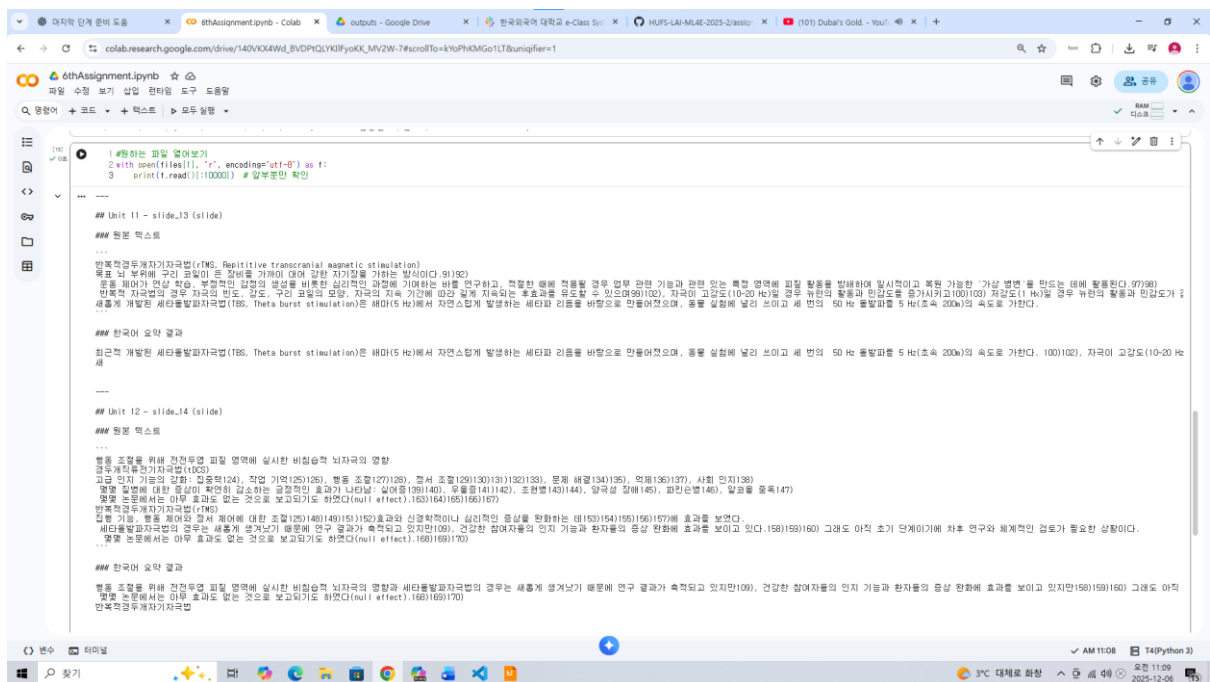 마지막 단계 준비 도움
6thAssignment.ipynb - Colab
outputs - Google Drive
한국외국어 대학교 e-Class Sys
HUFS-LAI-ML4E-2025-2/assig
(101) Dubai's Gold. - YouT
colab.research.google.com/drive/140VKX4Wd_BVDPtQLYKIlFyoKK_MV2W-7#scrollTo=kYoPhKMGo1LT&uniqifier=1
6thAssignment.ipynb
파일 수정 보기 삽입 런타임 도구 도움말
공유
명령어 + 코드 + 텍스트 모두 실행
RAM
디스크
[18]
0초
1 #원하는 파일 열어보기
2 with open(files[1], "r", encoding="utf-8") as f:
3 print(f.read()[:10000]) # 앞부분만 확인
---
## Unit 11 - slide_13 (slide)
### 원본 텍스트
```
반복적경두개자기자극법(rTMS, Repititive transcranial magnetic stimulation)
목표 뇌 부위에 구리 코일이 든 장비를 가까이 대어 강한 자기장을 가하는 방식이다.91)92)
운동 제어가 연상 학습, 부정적인 감정의 생성을 비롯한 심리적인 과정에 기여하는 바를 연구하고, 적절한 때에 적용될 경우 업무 관련 기능과 관련 있는 특정 영역에 피질 활동을 방해하여 일시적이고 복원 가능한 '가상 병변'을 만드는 데에 활용된다.97)98)
반복적 자극법의 경우 자극의 빈도, 강도, 구리 코일의 모양, 자극의 지속 기간에 따라 길게 지속되는 후효과를 유도할 수 있으며99)102), 자극이 고강도(10-20 Hz)일 경우 뉴런의 활동과 민감도를 증가시키고100)103) 저강도(1 Hz)일 경우 뉴런의 활동과 민감도가
새롭게 개발된 세타돌발파자극법(TBS, Theta burst stimulation)은 해마(5 Hz)에서 자연스럽게 발생하는 세타파 리듬을 바탕으로 만들어졌으며, 동물 실험에 널리 쓰이고 세 번의 50 Hz 돌발파를 5 Hz(초속 200m)의 속도로 가한다.
```
### 한국어 요약 결과
최근적 개발된 세타돌발파자극법(TBS, Theta burst stimulation)은 해마(5 Hz)에서 자연스럽게 발생하는 세타파 리듬을 바탕으로 만들어졌으며, 동물 실험에 널리 쓰이고 세 번의 50 Hz 돌발파를 5 Hz(초속 200m)의 속도로 가한다. 100)102), 자극이 고강도(10-20 Hz
새
---
## Unit 12 - slide_14 (slide)
### 원본 텍스트
```
행동 조절을 위해 전전두엽 피질 영역에 실시한 비침습적 뇌자극의 영향
경두개직류전기자극법(tDCS)
고급 인지 기능의 강화: 집중력124), 작업 기억125)126), 행동 조절127)128), 정서 조절129)130)131)132)133), 문제 해결134)135), 억제136)137), 사회 인지138)
몇몇 질병에 대한 증상이 확연히 감소하는 긍정적인 효과가 나타남: 실어증139)140), 우울증141)142), 조현병143)144), 양극성 장애145), 파킨슨병146), 알코올 중독147)
몇몇 논문에서는 아무 효과도 없는 것으로 보고되기도 하였다(null effect).163)164)165)166)167)
반복적경두개자기자극법(rTMS)
집행 기능, 행동 제어와 정서 제어에 대한 조절125)148)149)151)152)효과와 신경학적이나 심리적인 증상을 완화하는 데153)154)155)156)157)에 효과를 보였다.
세타돌발파자극법의 경우는 새롭게 생겨났기 때문에 연구 결과가 축적되고 있지만109), 건강한 참여자들의 인지 기능과 환자들의 증상 완화에 효과를 보이고 있다.158)159)160) 그래도 아직 초기 단계이기에 차후 연구와 체계적인 검토가 필요한 상황이다.
몇몇 논문에서는 아무 효과도 없는 것으로 보고되기도 하였다(null effect).168)169)170)
```
### 한국어 요약 결과
행동 조절을 위해 전전두엽 피질 영역에 실시한 비침습적 뇌자극의 영향과 세타돌발파자극법의 경우는 새롭게 생겨났기 때문에 연구 결과가 축적되고 있지만109), 건강한 참여자들의 인지 기능과 환자들의 증상 완화에 효과를 보이고 있지만158)159)160) 그래도 아직
몇몇 논문에서는 아무 효과도 없는 것으로 보고되기도 하였다(null effect).168)169)170)
반복적경두개자기자극법
변수 터미널
AM 11:08 T4(Python 3)
찾기
3°C 대체로 화창
오전 11:09
2025-12-06